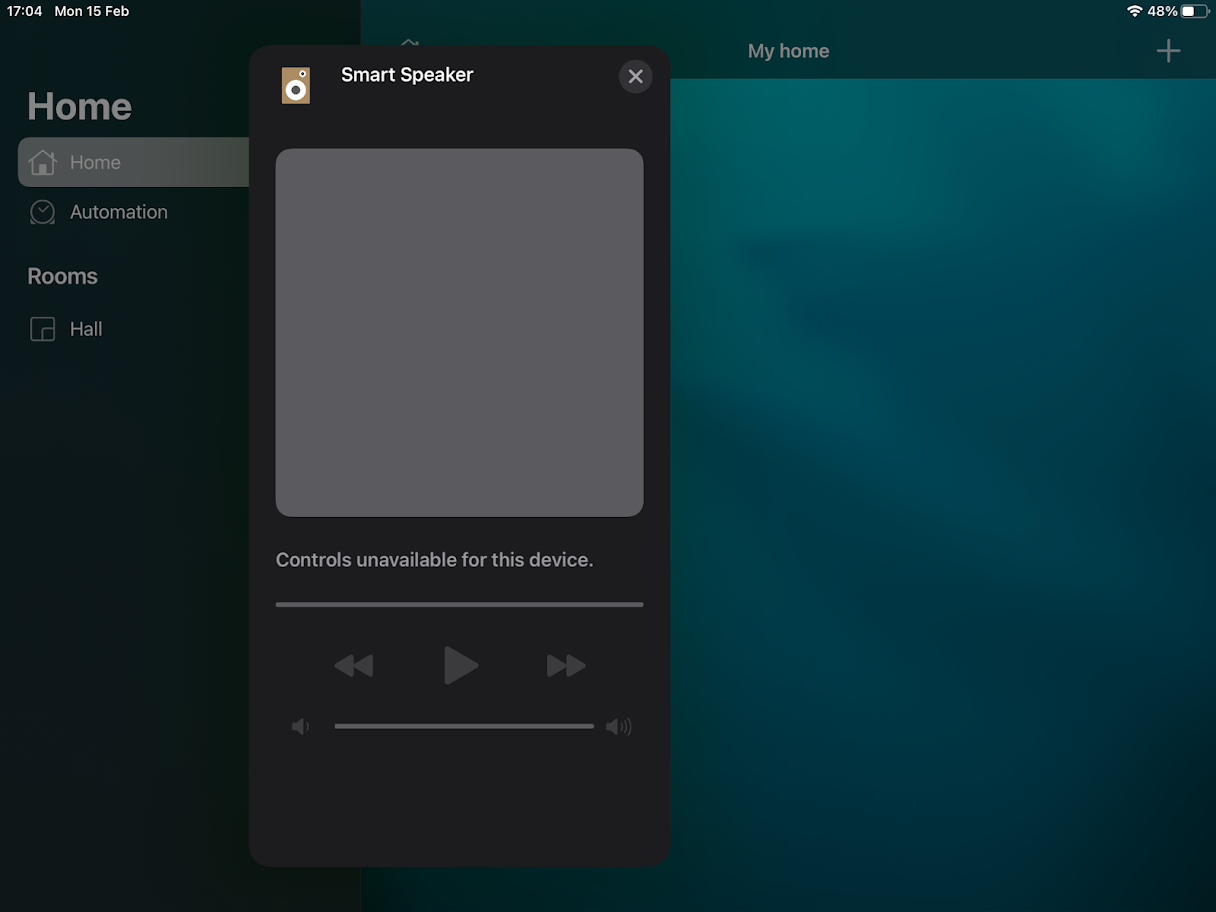 17:04 Mon 15 Feb
48%
Home
Home
Automation
Rooms
Hall
My home
Smart Speaker
Controls unavailable for this device.